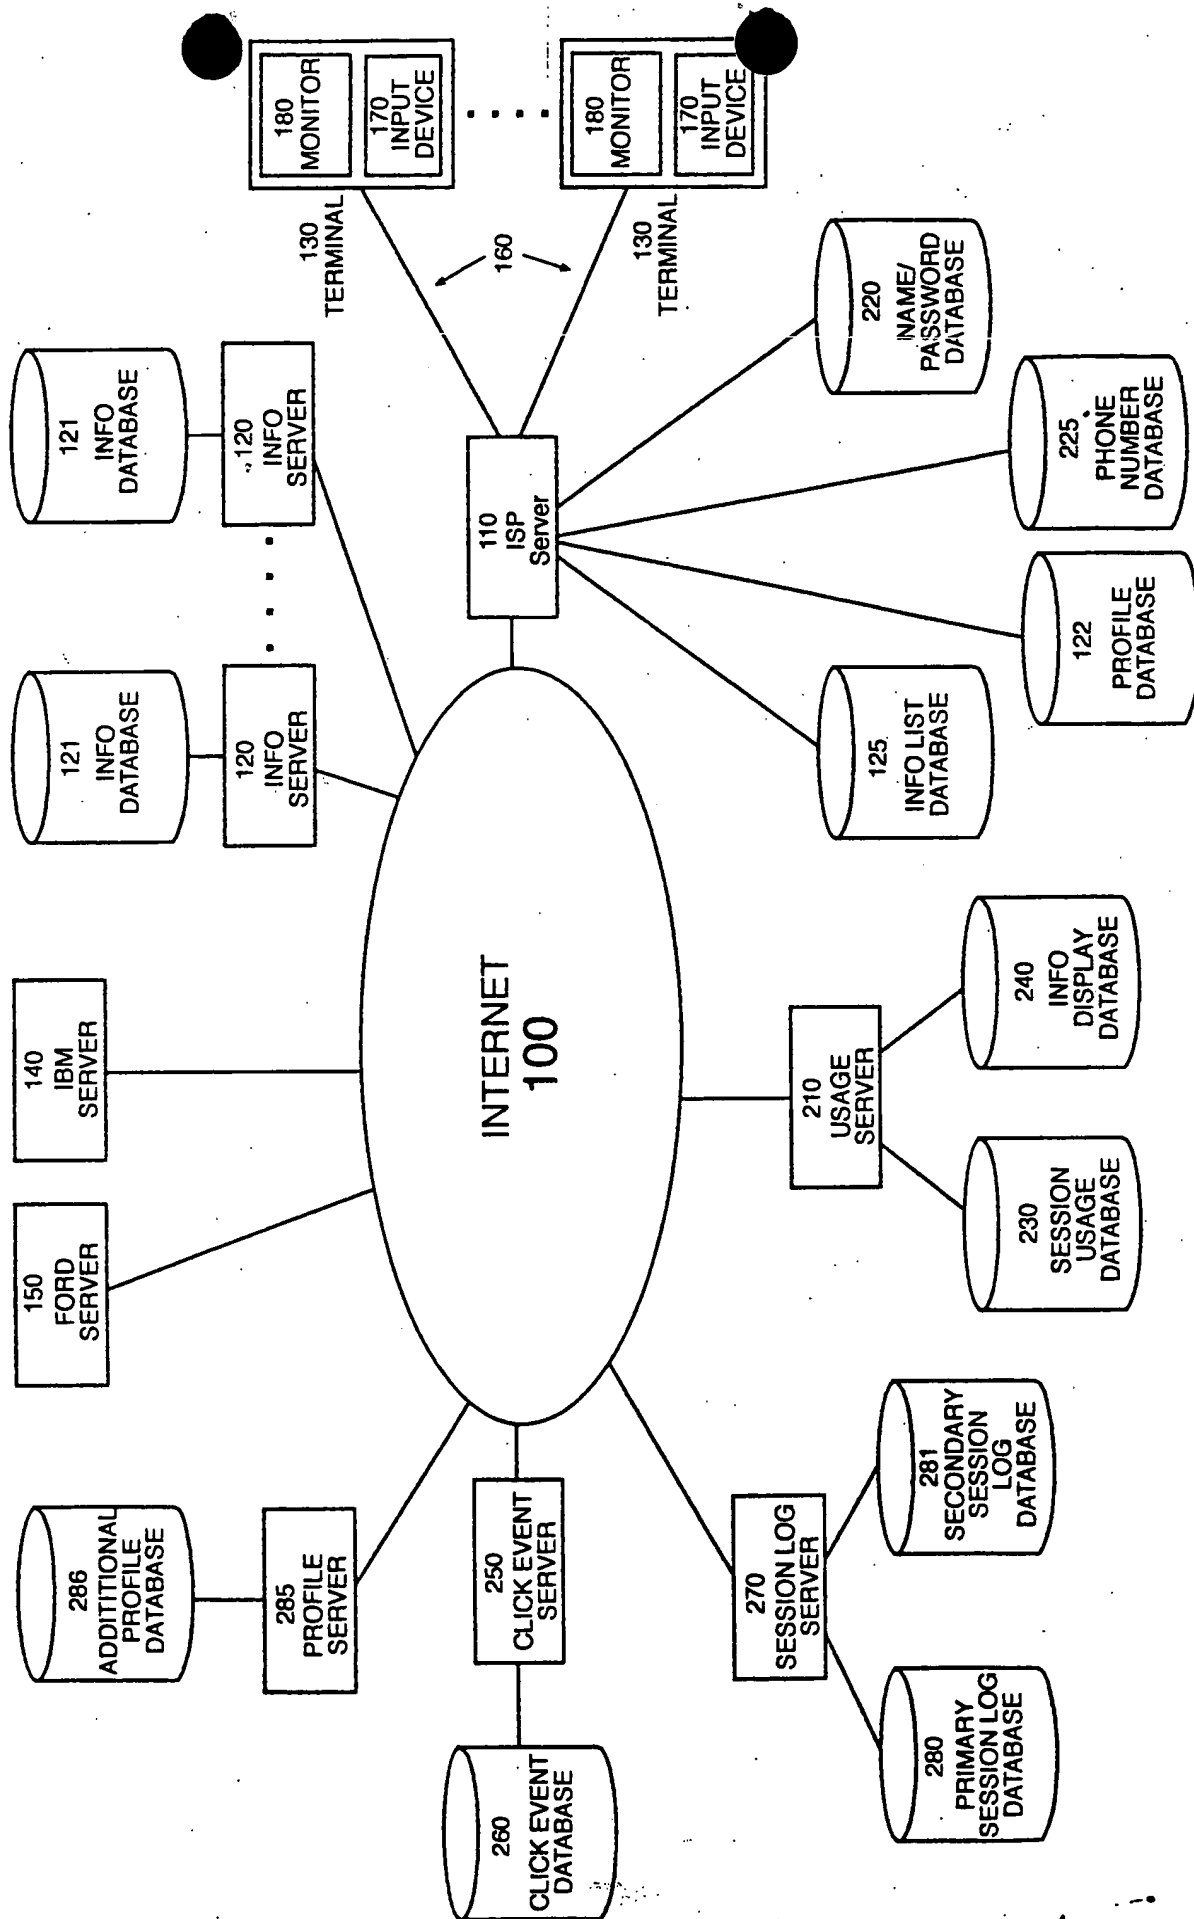 286
ADDITITIONAL
PROFILE
DATABASE
150
FORD
SERVER
140
IBM
SERVER
121
INFO
DATABASE
121
INFO
DATABASE
285
PROFILE
SERVER
120
INFO
SERVER
120
INFO
SERVER
180
MONITOR
170
INPUT
DEVICE
130
TERMINAL
160
180
MONITOR
170
INPUT
DEVICE
130
TERMINAL
260
CLICK EVENT
DATABASE
250
CLICK EVENT
SERVER
INTERNET
100
110
ISP
Server
270
SESSION LOG
SERVER
210
USAGE
SERVER
125
INFO LIST
DATABASE
220
NAME/
PASSWORD
DATABASE
280
PRIMARY
SESSION LOG
DATABASE
281
SECONDARY
SESSION
LOG
DATABASE
230
SESSION
USAGE
DATABASE
240
INFO
DISPLAY
DATABASE
122
PROFILE
DATABASE
225
PHONE
NUMBER
DATABASE